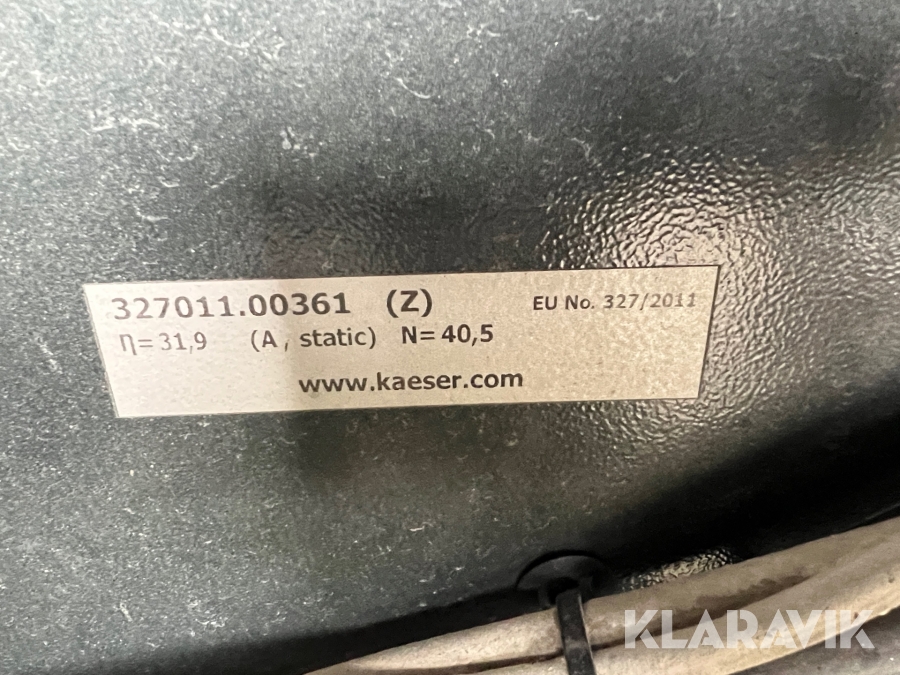 327011.00361 (Z) EU No. 327/2011
η= 31,9 (A , static) N= 40,5
www.kaeser.com
KLARAVIK